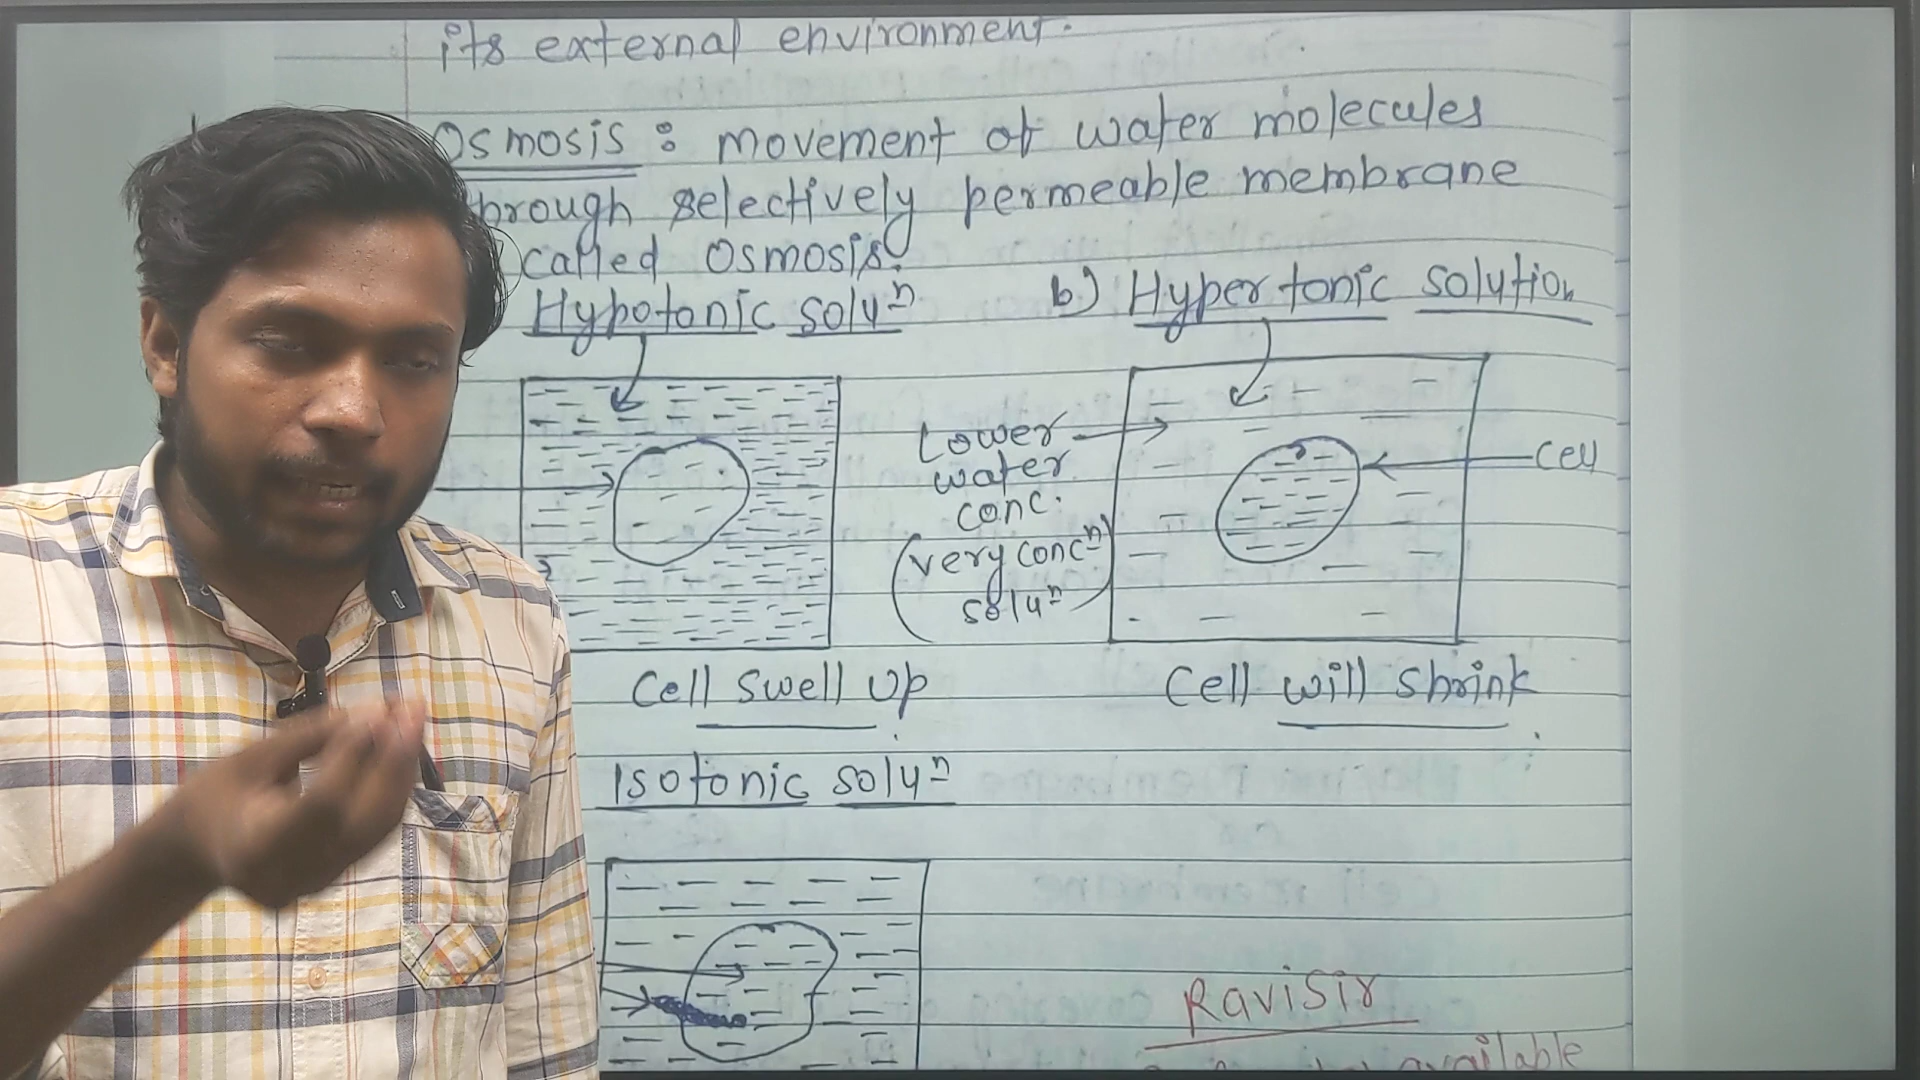 its external environment.
Osmosis : movement of water molecules
through selectively permeable membrane
called Osmosis.
Hypotonic soluⁿ
b) Hypertonic solution
Lower
water
conc.
(very concⁿ
soluⁿ)
cell
Cell swell up
Cell will shrink
Isotonic soluⁿ
RaviSir
available